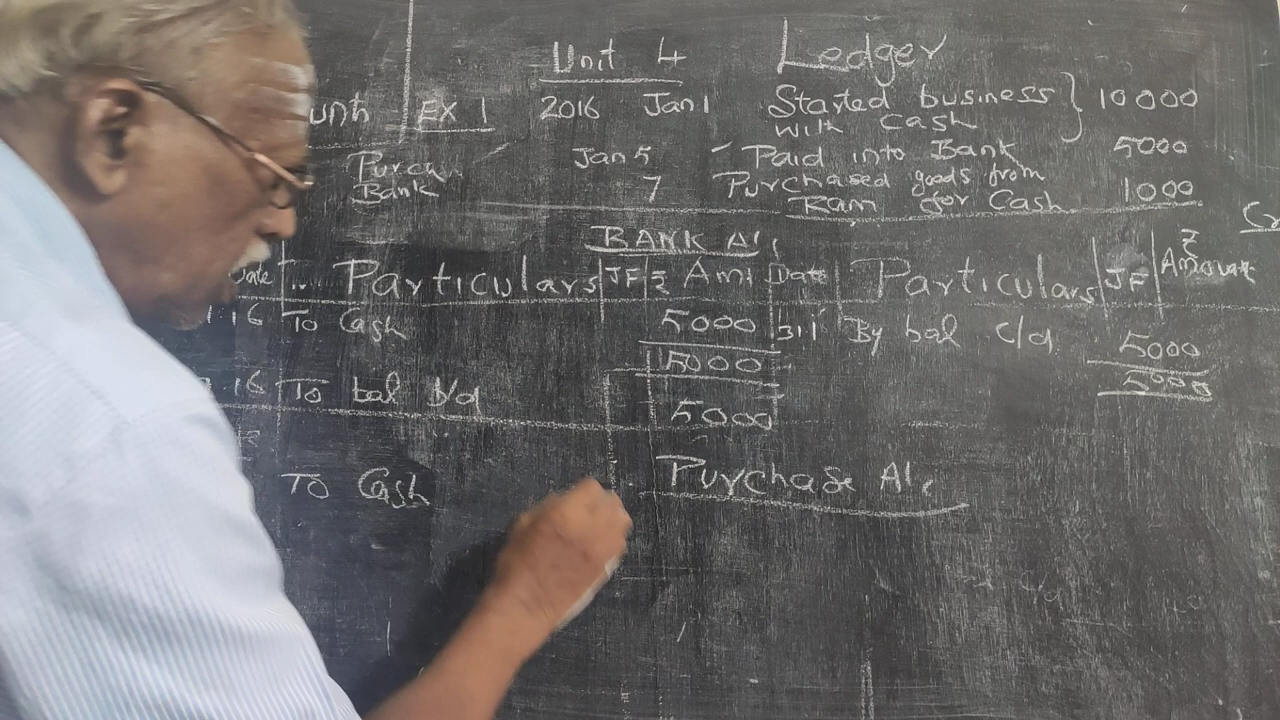 Unit 4 Ledger
EX 1 2016 Jan 1 Started business with Cash } 10000
Purch Jan 5 Paid into Bank 5000
Bank 7 Purchased goods from Ram for Cash 1000
BANK A/c
Date Particulars JF ₹ Amt Date Particulars JF ₹ Amount
1.16 To Cash 5000 31/1 By bal c/d 5000
5000 5000
.16 To bal b/d 5000
Purchase A/c
To Cash